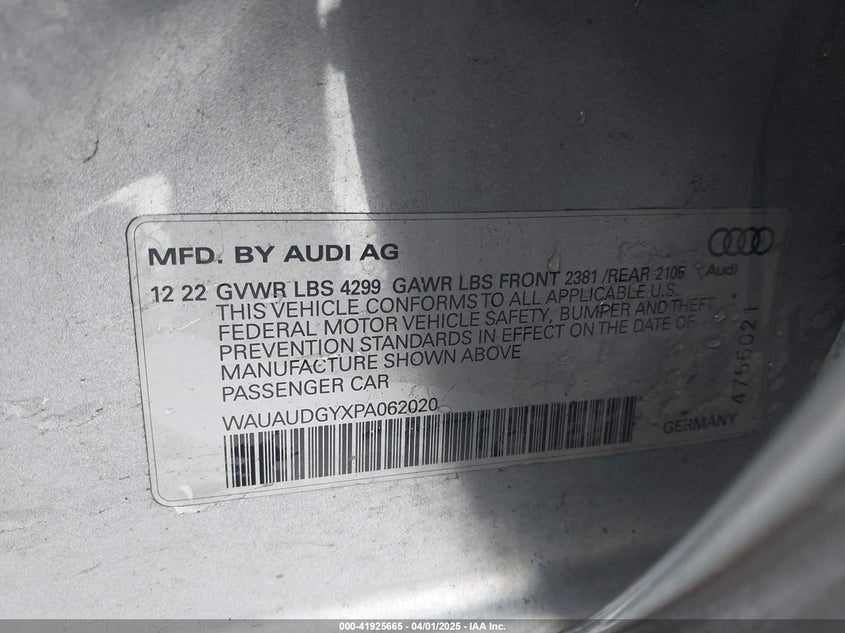 MFD. BY AUDI AG
Audi
12 22 GVWR LBS 4299 GAWR LBS FRONT 2381 /REAR 2105
THIS VEHICLE CONFORMS TO ALL APPLICABLE U.S.
FEDERAL MOTOR VEHICLE SAFETY, BUMPER AND THEFT
PREVENTION STANDARDS IN EFFECT ON THE DATE OF
MANUFACTURE SHOWN ABOVE
PASSENGER CAR
WAUAUDGYXPA062020
4755021
GERMANY
000-41925665 - 04/01/2025 - IAA Inc.